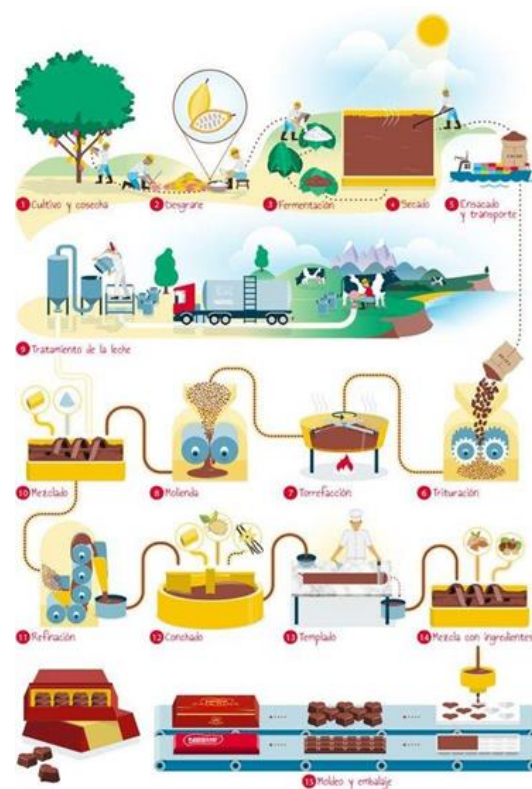 1 Cultivo y cosecha
2 Desgrane
3 Fermentación
4 Secado
5 Ensacado
y transporte
9 Tratamiento de la leche
10 Mezclado
8 Molienda
7 Torrefacción
6 Trituración
11 Refinación
12 Conchado
13 Templado
14 Mezcla con ingredientes
15 Moldeo y embalaje